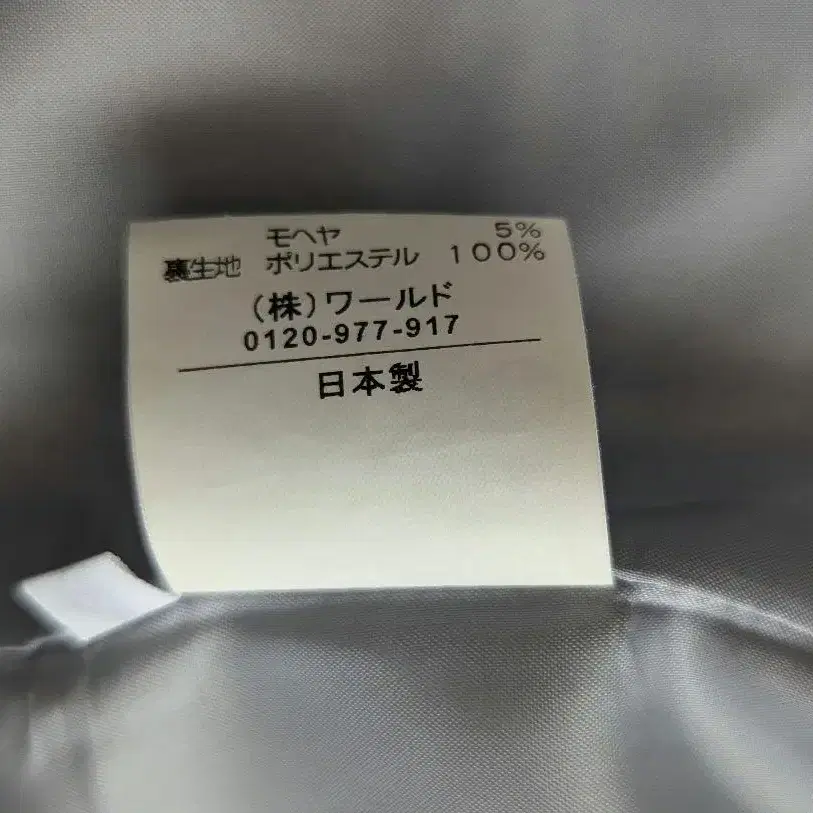 モヘヤ 5%
裏生地 ポリエステル 100%
(株)ワールド
0120-977-917
日本製